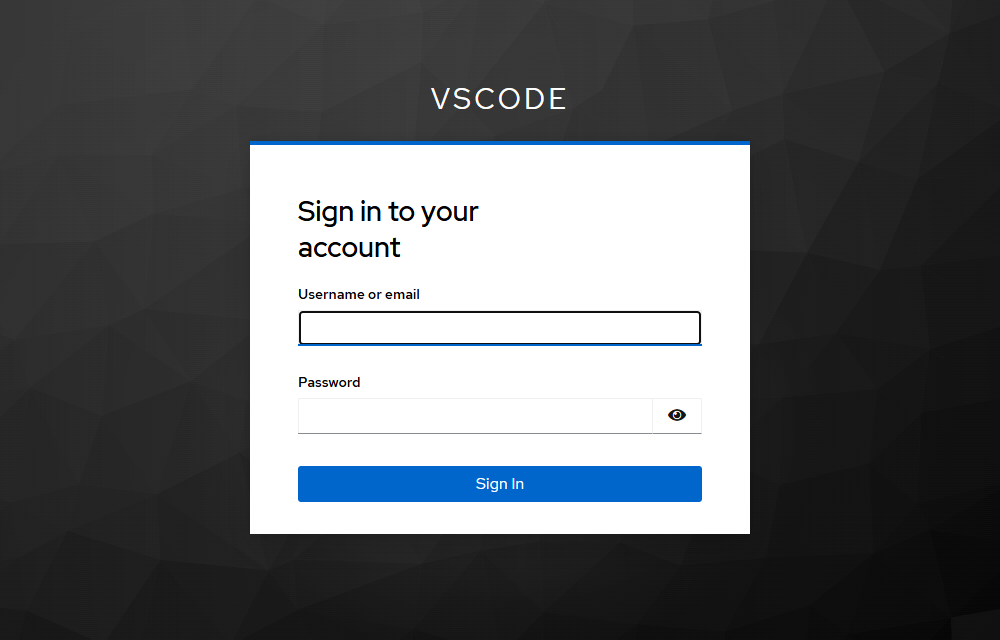 VSCODE
Sign in to your
account
Username or email
Password
Sign In